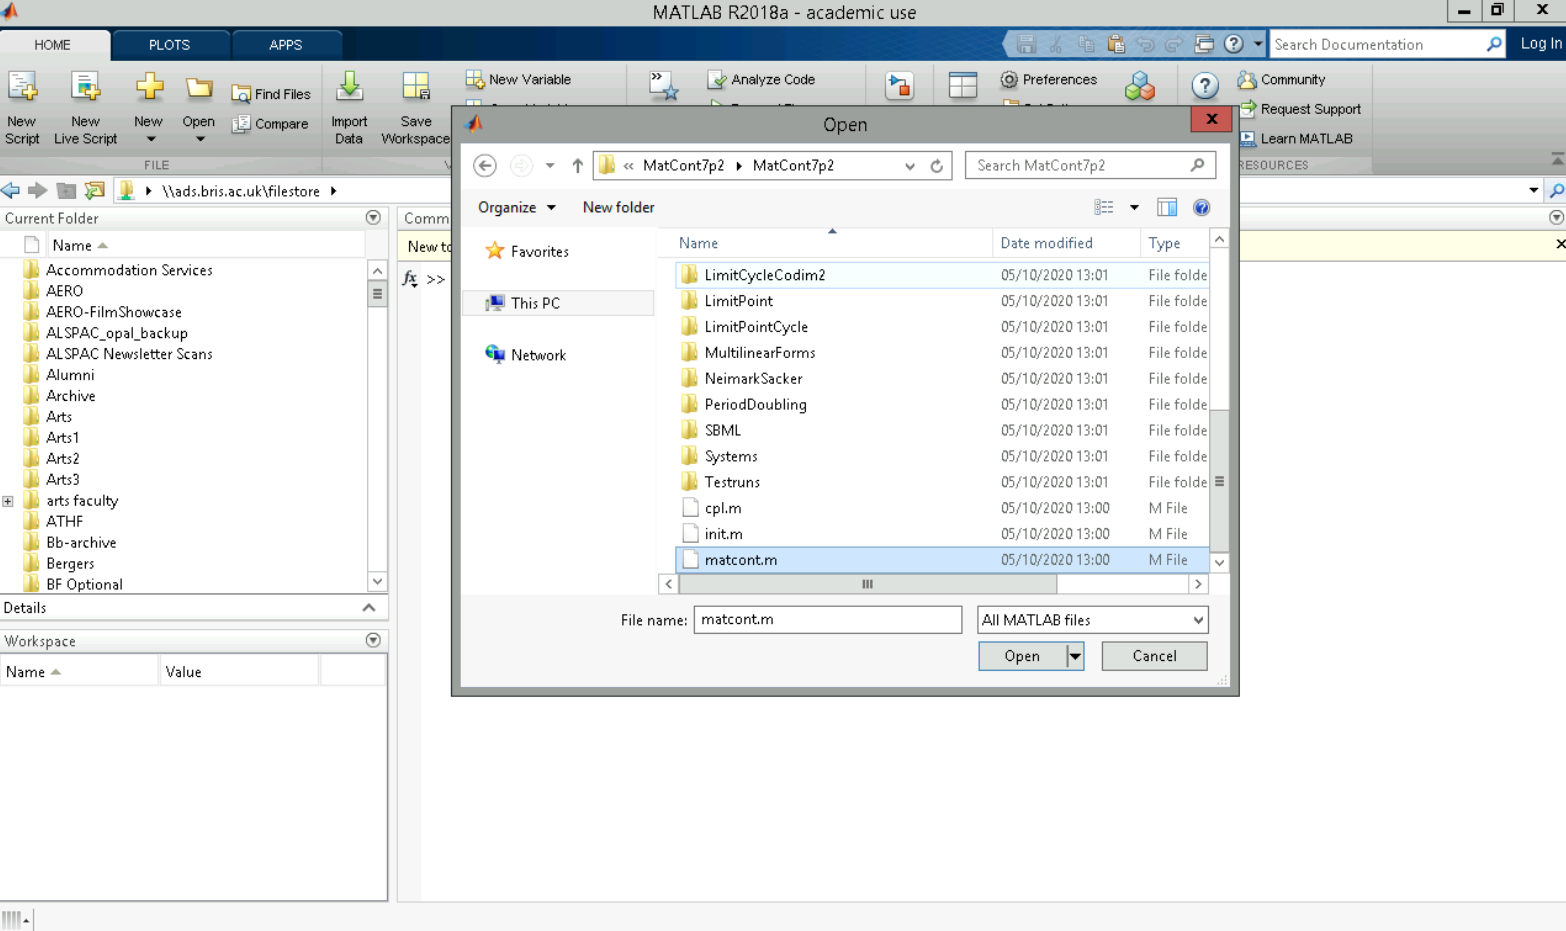 MATLAB R2018a - academic use
HOME
PLOTS
APPS
Search Documentation
Log In
New Script
New Live Script
New
Open
Find Files
Compare
Import Data
Save Workspace
New Variable
Analyze Code
Preferences
Community
Request Support
Learn MATLAB
FILE
RESOURCES
\\ads.bris.ac.uk\filestore
Current Folder
Name
Accommodation Services
AERO
AERO-FilmShowcase
ALSPAC_opal_backup
ALSPAC Newsletter Scans
Alumni
Archive
Arts
Arts1
Arts2
Arts3
arts faculty
ATHF
Bb-archive
Bergers
BF Optional
Details
Workspace
Name Value
Comm
New to
fx >>
Open
« MatCont7p2 MatCont7p2
Search MatCont7p2
Organize New folder
Favorites
This PC
Network
Name Date modified Type
LimitCycleCodim2 05/10/2020 13:01 File folde
LimitPoint 05/10/2020 13:01 File folde
LimitPointCycle 05/10/2020 13:01 File folde
MultilinearForms 05/10/2020 13:01 File folde
NeimarkSacker 05/10/2020 13:01 File folde
PeriodDoubling 05/10/2020 13:01 File folde
SBML 05/10/2020 13:01 File folde
Systems 05/10/2020 13:01 File folde
Testruns 05/10/2020 13:01 File folde
cpl.m 05/10/2020 13:00 M File
init.m 05/10/2020 13:00 M File
matcont.m 05/10/2020 13:00 M File
File name: matcont.m All MATLAB files
Open Cancel